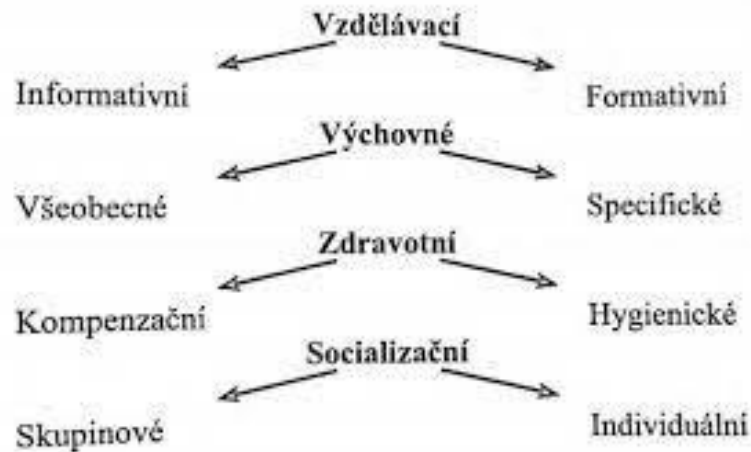 Vzdělávací
Informativní Formativní
Výchovné
Všeobecné Specifické
Zdravotní
Kompenzační Hygienické
Socializační
Skupinové Individuální